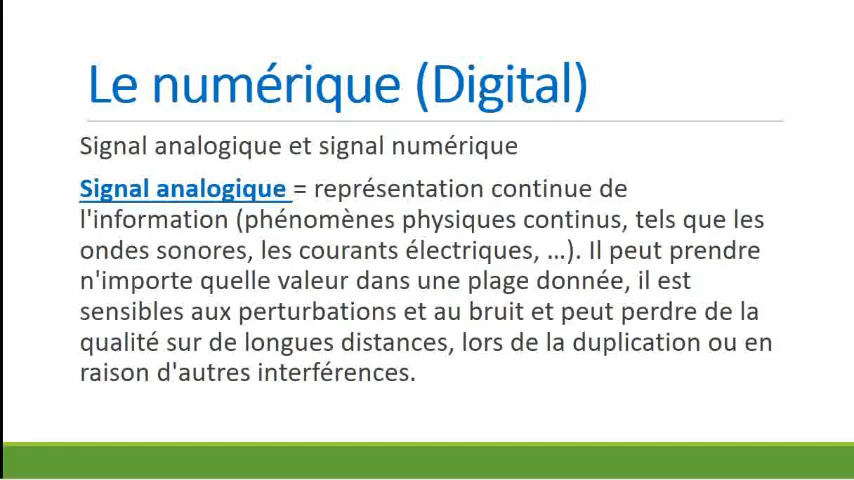 Le numérique (Digital)
Signal analogique et signal numérique
Signal analogique = représentation continue de
l'information (phénomènes physiques continus, tels que les
ondes sonores, les courants électriques, …). Il peut prendre
n'importe quelle valeur dans une plage donnée, il est
sensibles aux perturbations et au bruit et peut perdre de la
qualité sur de longues distances, lors de la duplication ou en
raison d'autres interférences.